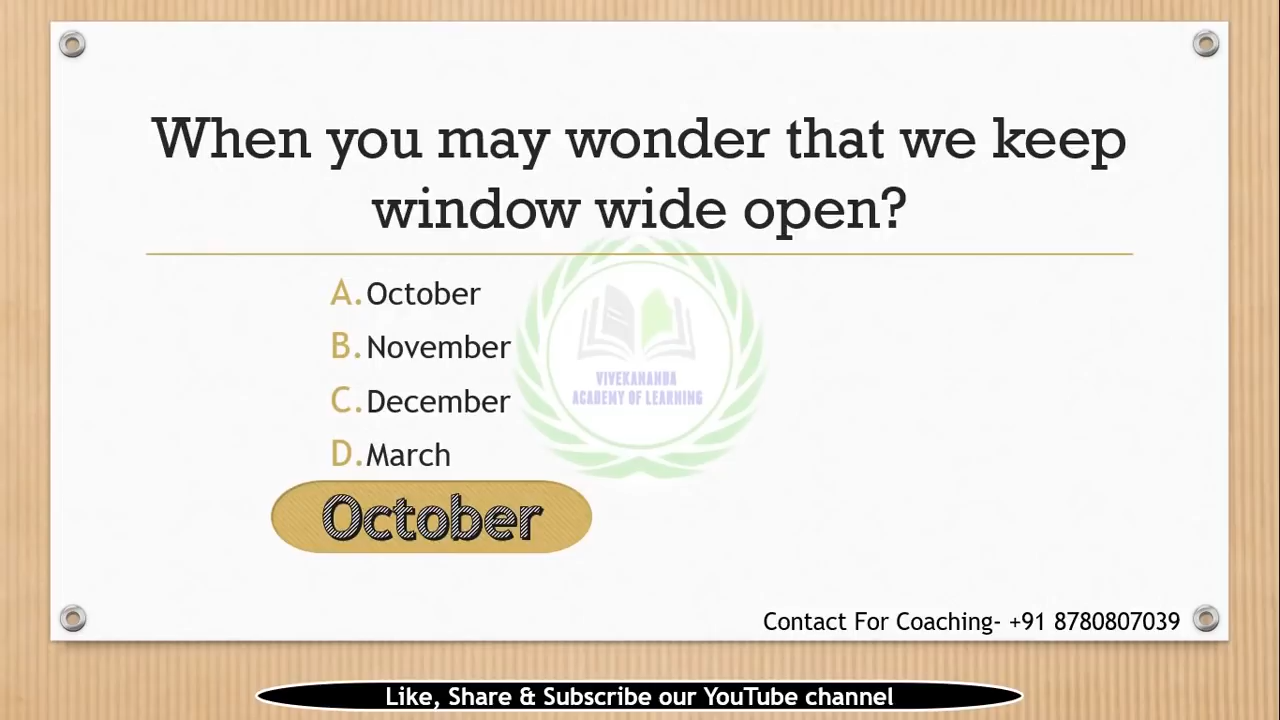 When you may wonder that we keep
window wide open?
A. October
B. November
C. December
D. March
VIVEKANANDA
ACADEMY OF LEARNING
October
Contact For Coaching- +91 8780807039
Like, Share & Subscribe our YouTube channel